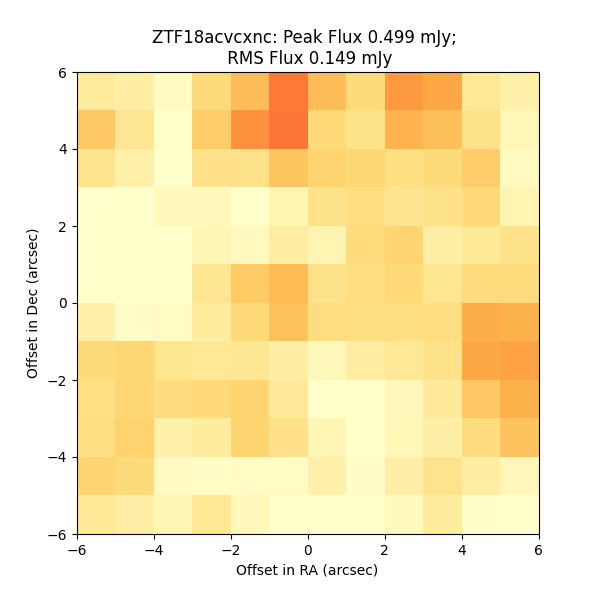 ZTF18acvcxnc: Peak Flux 0.499 mJy;
RMS Flux 0.149 mJy
6
4
2
0
−2
−4
−6
Offset in Dec (arcsec)
−6 −4 −2 0 2 4 6
Offset in RA (arcsec)